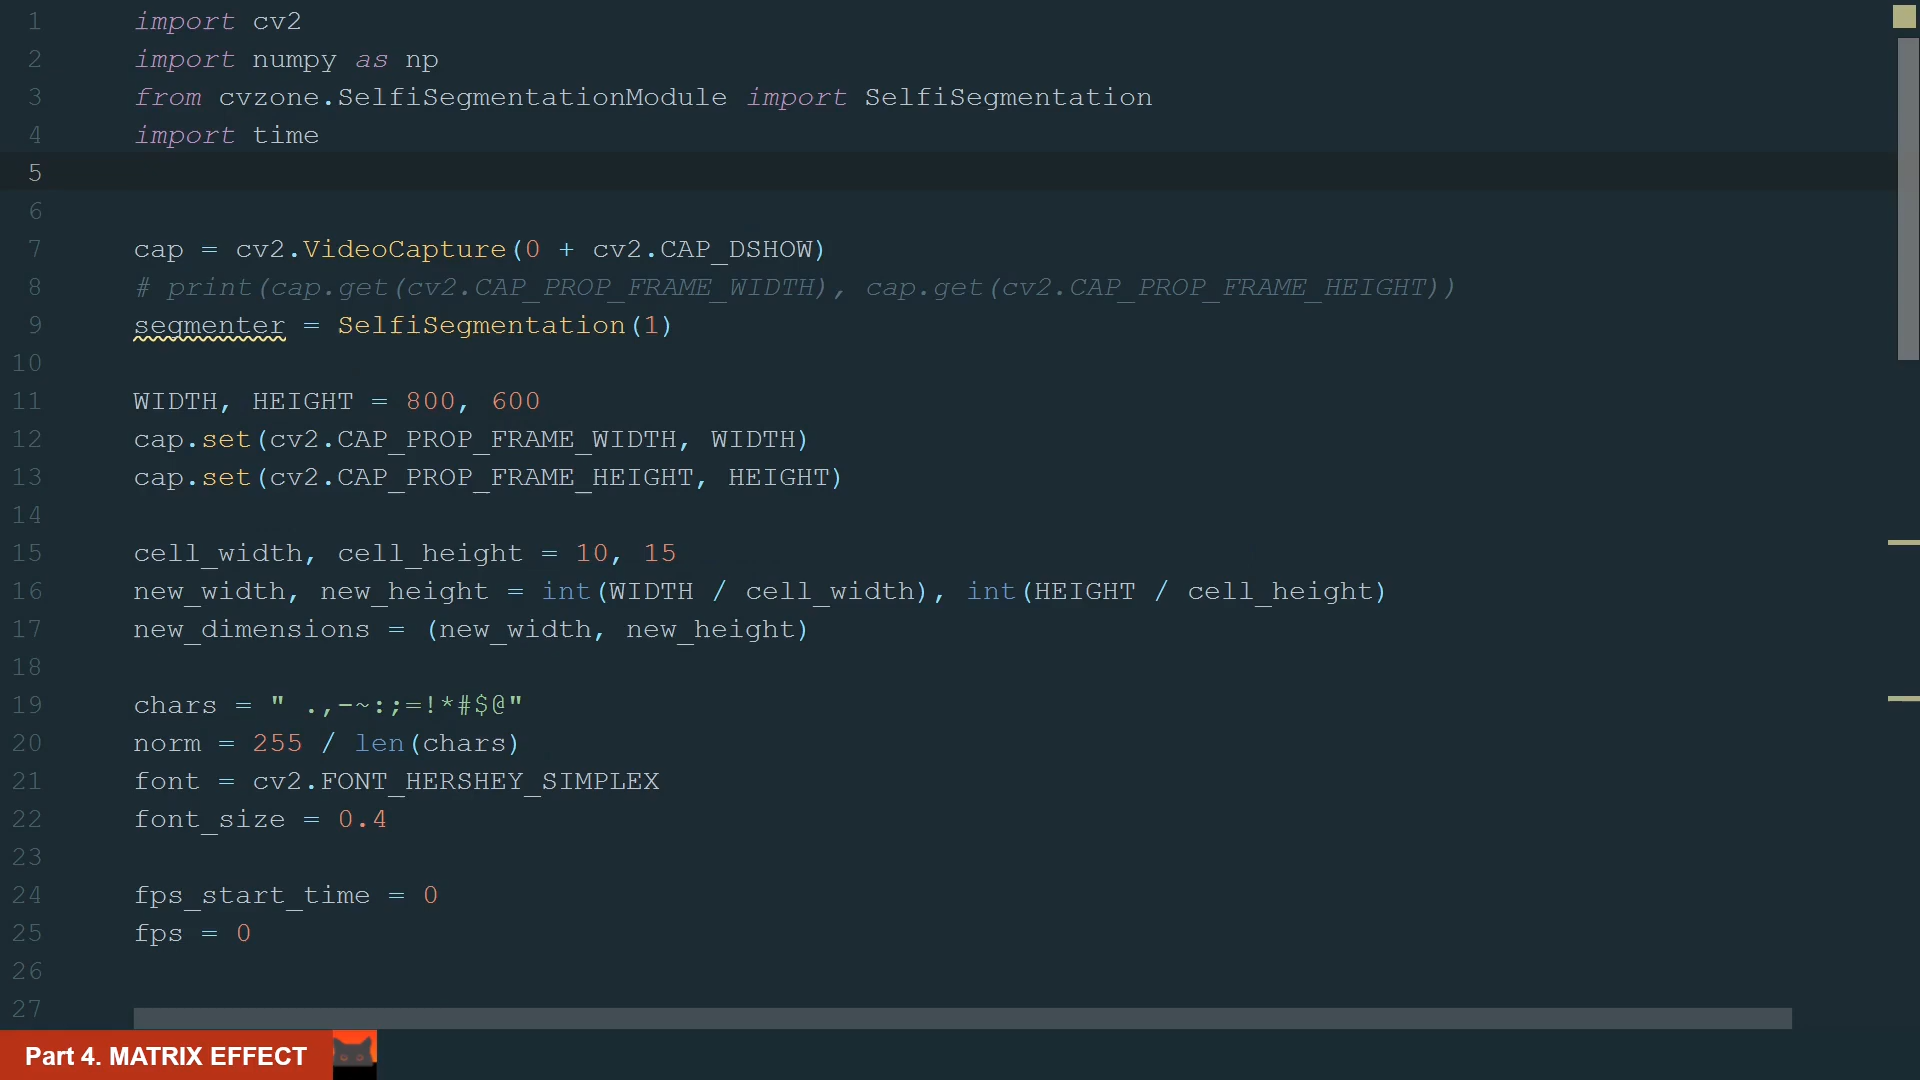 1 import cv2
2 import numpy as np
3 from cvzone.SelfiSegmentationModule import SelfiSegmentation
4 import time
5
6
7 cap = cv2.VideoCapture(0 + cv2.CAP_DSHOW)
8 # print(cap.get(cv2.CAP_PROP_FRAME_WIDTH), cap.get(cv2.CAP_PROP_FRAME_HEIGHT))
9 segmenter = SelfiSegmentation(1)
10
11 WIDTH, HEIGHT = 800, 600
12 cap.set(cv2.CAP_PROP_FRAME_WIDTH, WIDTH)
13 cap.set(cv2.CAP_PROP_FRAME_HEIGHT, HEIGHT)
14
15 cell_width, cell_height = 10, 15
16 new_width, new_height = int(WIDTH / cell_width), int(HEIGHT / cell_height)
17 new_dimensions = (new_width, new_height)
18
19 chars = " .,-~:;=!*#$@"
20 norm = 255 / len(chars)
21 font = cv2.FONT_HERSHEY_SIMPLEX
22 font_size = 0.4
23
24 fps_start_time = 0
25 fps = 0
26
27
Part 4. MATRIX EFFECT